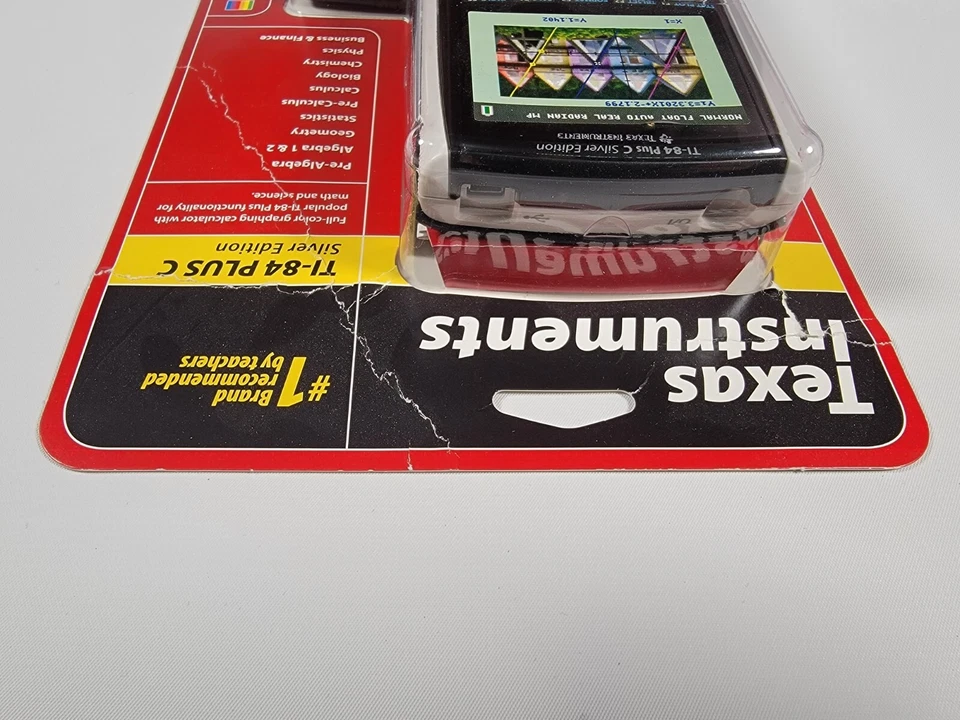 Texas
Instruments
#1 Brand
recommended
by teachers
TI-84 PLUS C
Silver Edition
Full-color graphing calculator with
popular TI-84 Plus functionality for
math and science.
Pre-Algebra
Algebra 1 & 2
Geometry
Statistics
Pre-Calculus
Calculus
Biology
Chemistry
Physics
Business & Finance
TI-84 Plus C Silver Edition
TEXAS INSTRUMENTS
NORMAL FLOAT AUTO REAL RADIAN MP
Y1=3.3201X+-2.1799
X=1
Y=1.1402